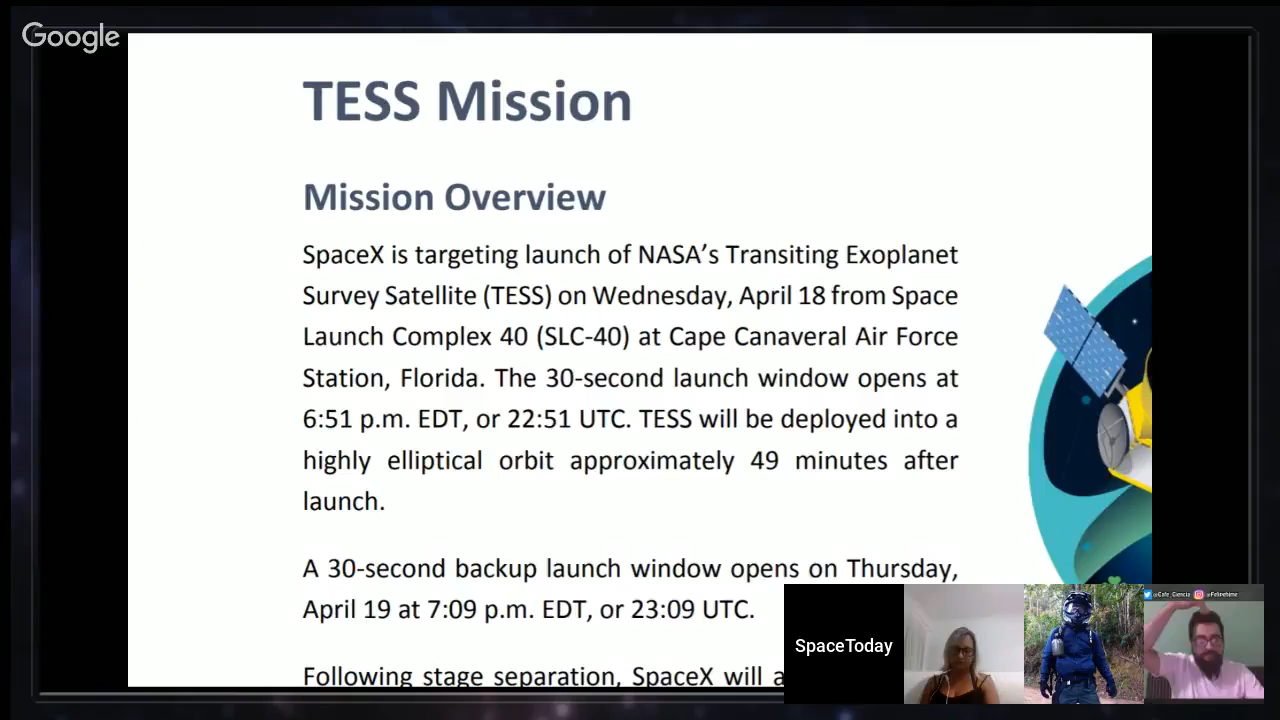 Google
TESS Mission
Mission Overview
SpaceX is targeting launch of NASA’s Transiting Exoplanet
Survey Satellite (TESS) on Wednesday, April 18 from Space
Launch Complex 40 (SLC-40) at Cape Canaveral Air Force
Station, Florida. The 30-second launch window opens at
6:51 p.m. EDT, or 22:51 UTC. TESS will be deployed into a
highly elliptical orbit approximately 49 minutes after
launch.
A 30-second backup launch window opens on Thursday,
April 19 at 7:09 p.m. EDT, or 23:09 UTC.
Following stage separation, SpaceX will
SpaceToday